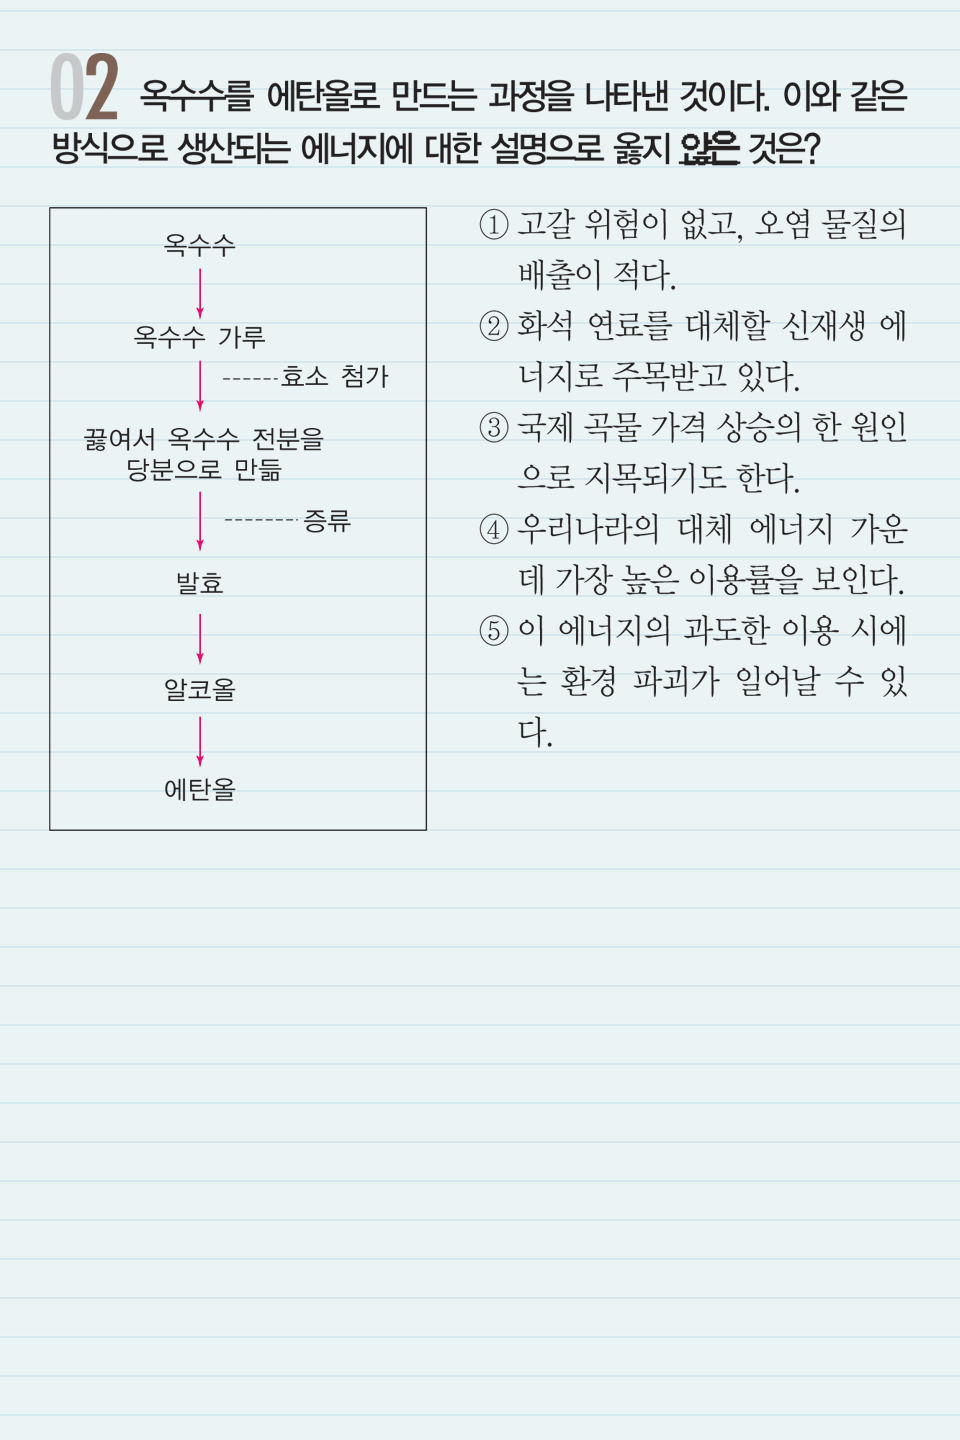 02 옥수수를 에탄올로 만드는 과정을 나타낸 것이다. 이와 같은
방식으로 생산되는 에너지에 대한 설명으로 옳지 않은 것은?
옥수수
옥수수 가루
효소 첨가
끓여서 옥수수 전분을
당분으로 만듦
증류
발효
알코올
에탄올
① 고갈 위험이 없고, 오염 물질의
배출이 적다.
② 화석 연료를 대체할 신재생 에
너지로 주목받고 있다.
③ 국제 곡물 가격 상승의 한 원인
으로 지목되기도 한다.
④ 우리나라의 대체 에너지 가운
데 가장 높은 이용률을 보인다.
⑤ 이 에너지의 과도한 이용 시에
는 환경 파괴가 일어날 수 있
다.